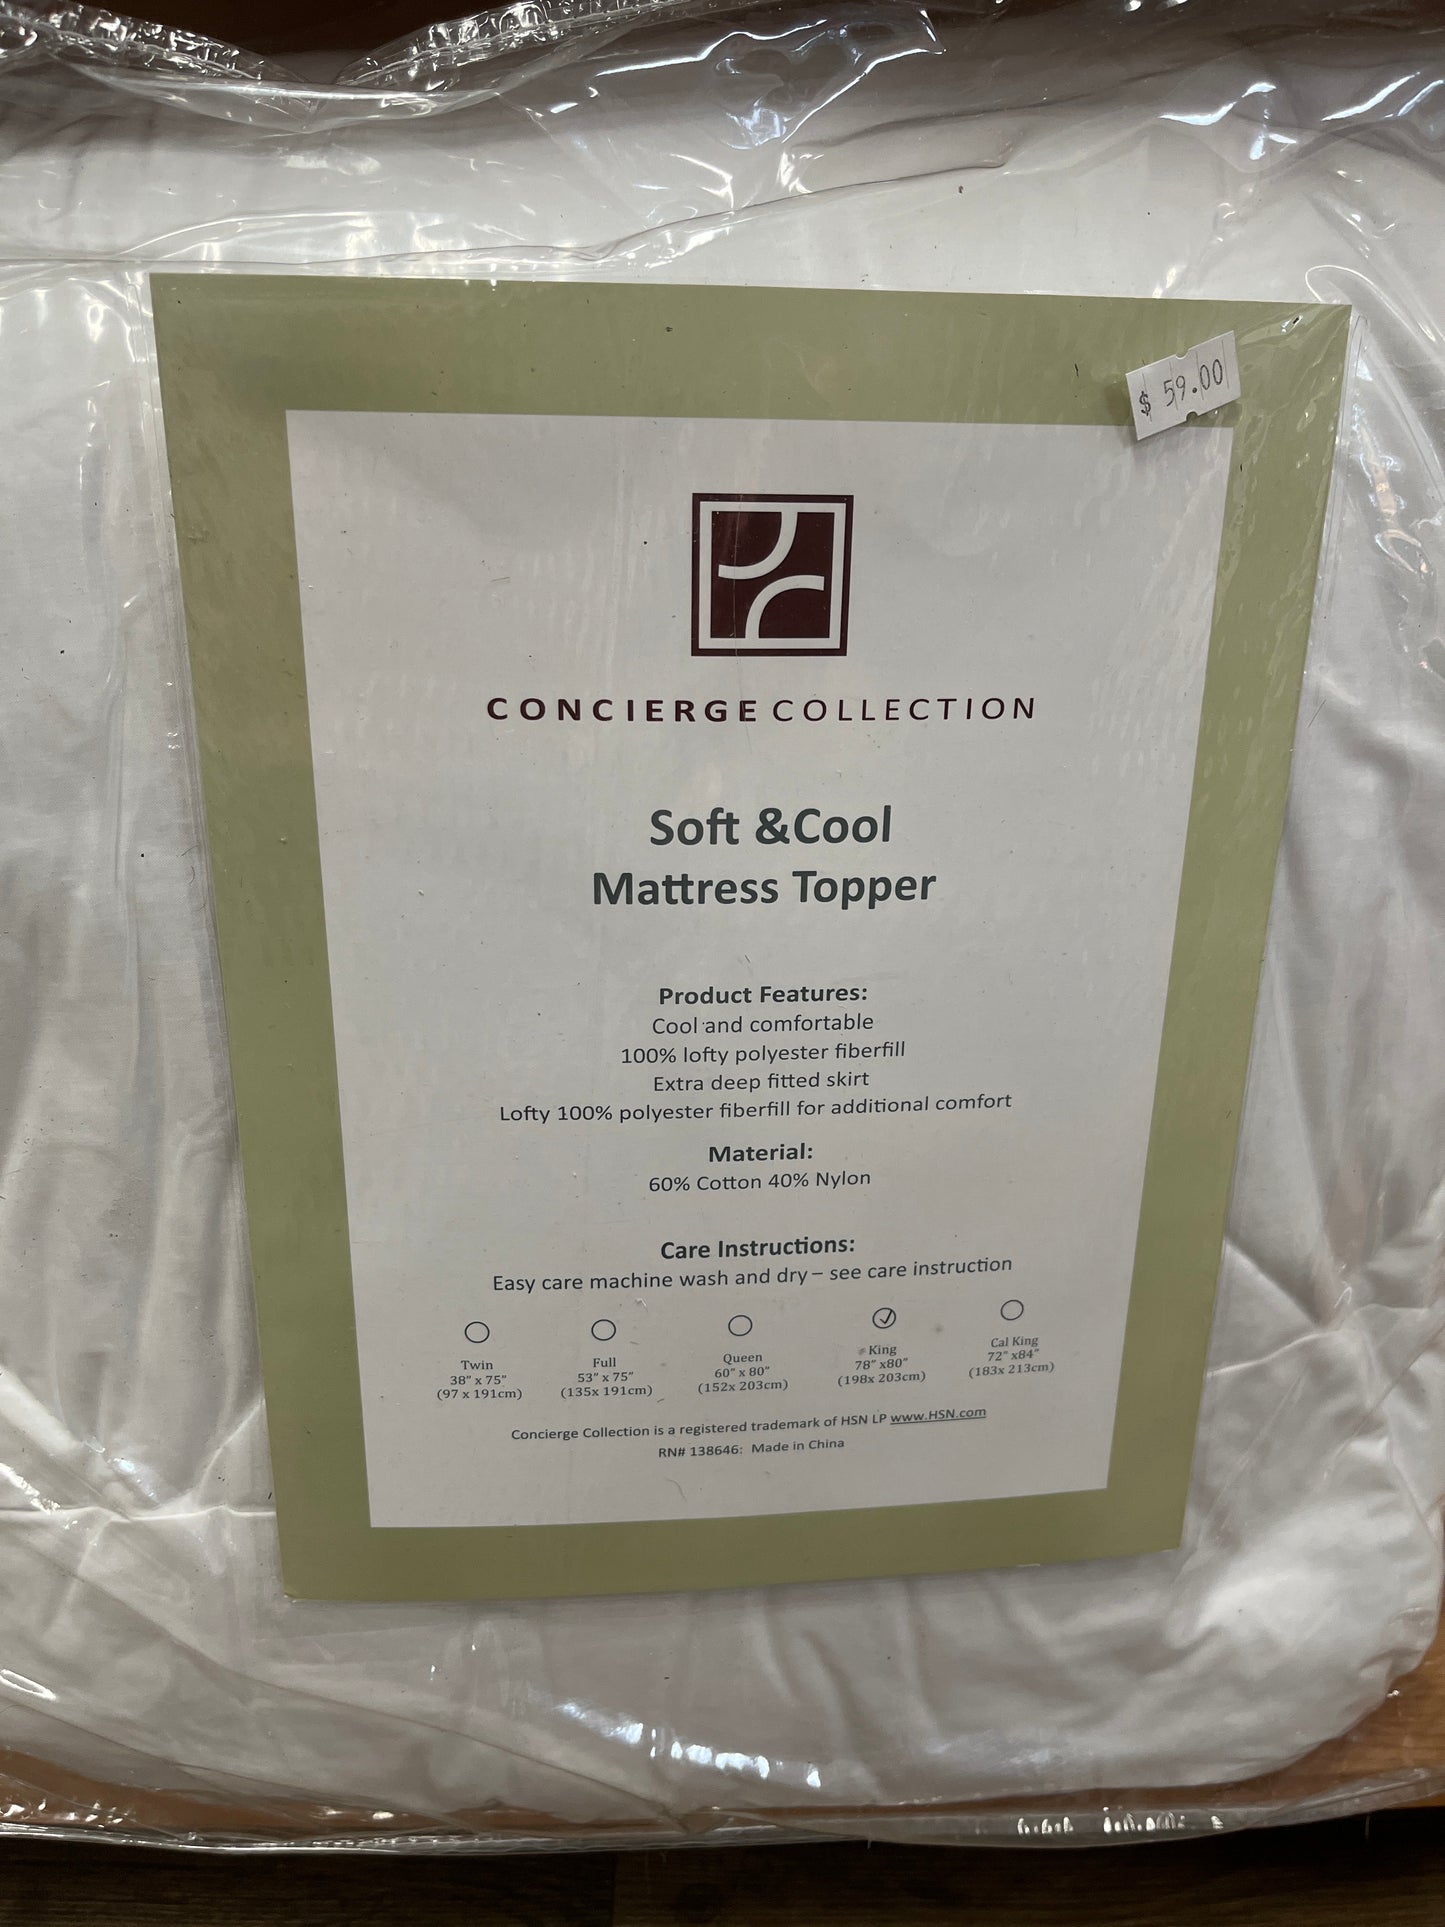 $ 59.00
CONCIERGE COLLECTION
Soft &Cool
Mattress Topper
Product Features:
Cool and comfortable
100% lofty polyester fiberfill
Extra deep fitted skirt
Lofty 100% polyester fiberfill for additional comfort
Material:
60% Cotton 40% Nylon
Care Instructions:
Easy care machine wash and dry – see care instruction
Twin
38" x 75"
(97 x 191cm)
Full
53" x 75"
(135x 191cm)
Queen
60" x 80"
(152x 203cm)
King
78" x80"
(198x 203cm)
Cal King
72" x84"
(183x 213cm)
Concierge Collection is a registered trademark of HSN LP www.HSN.com
RN# 138646: Made in China